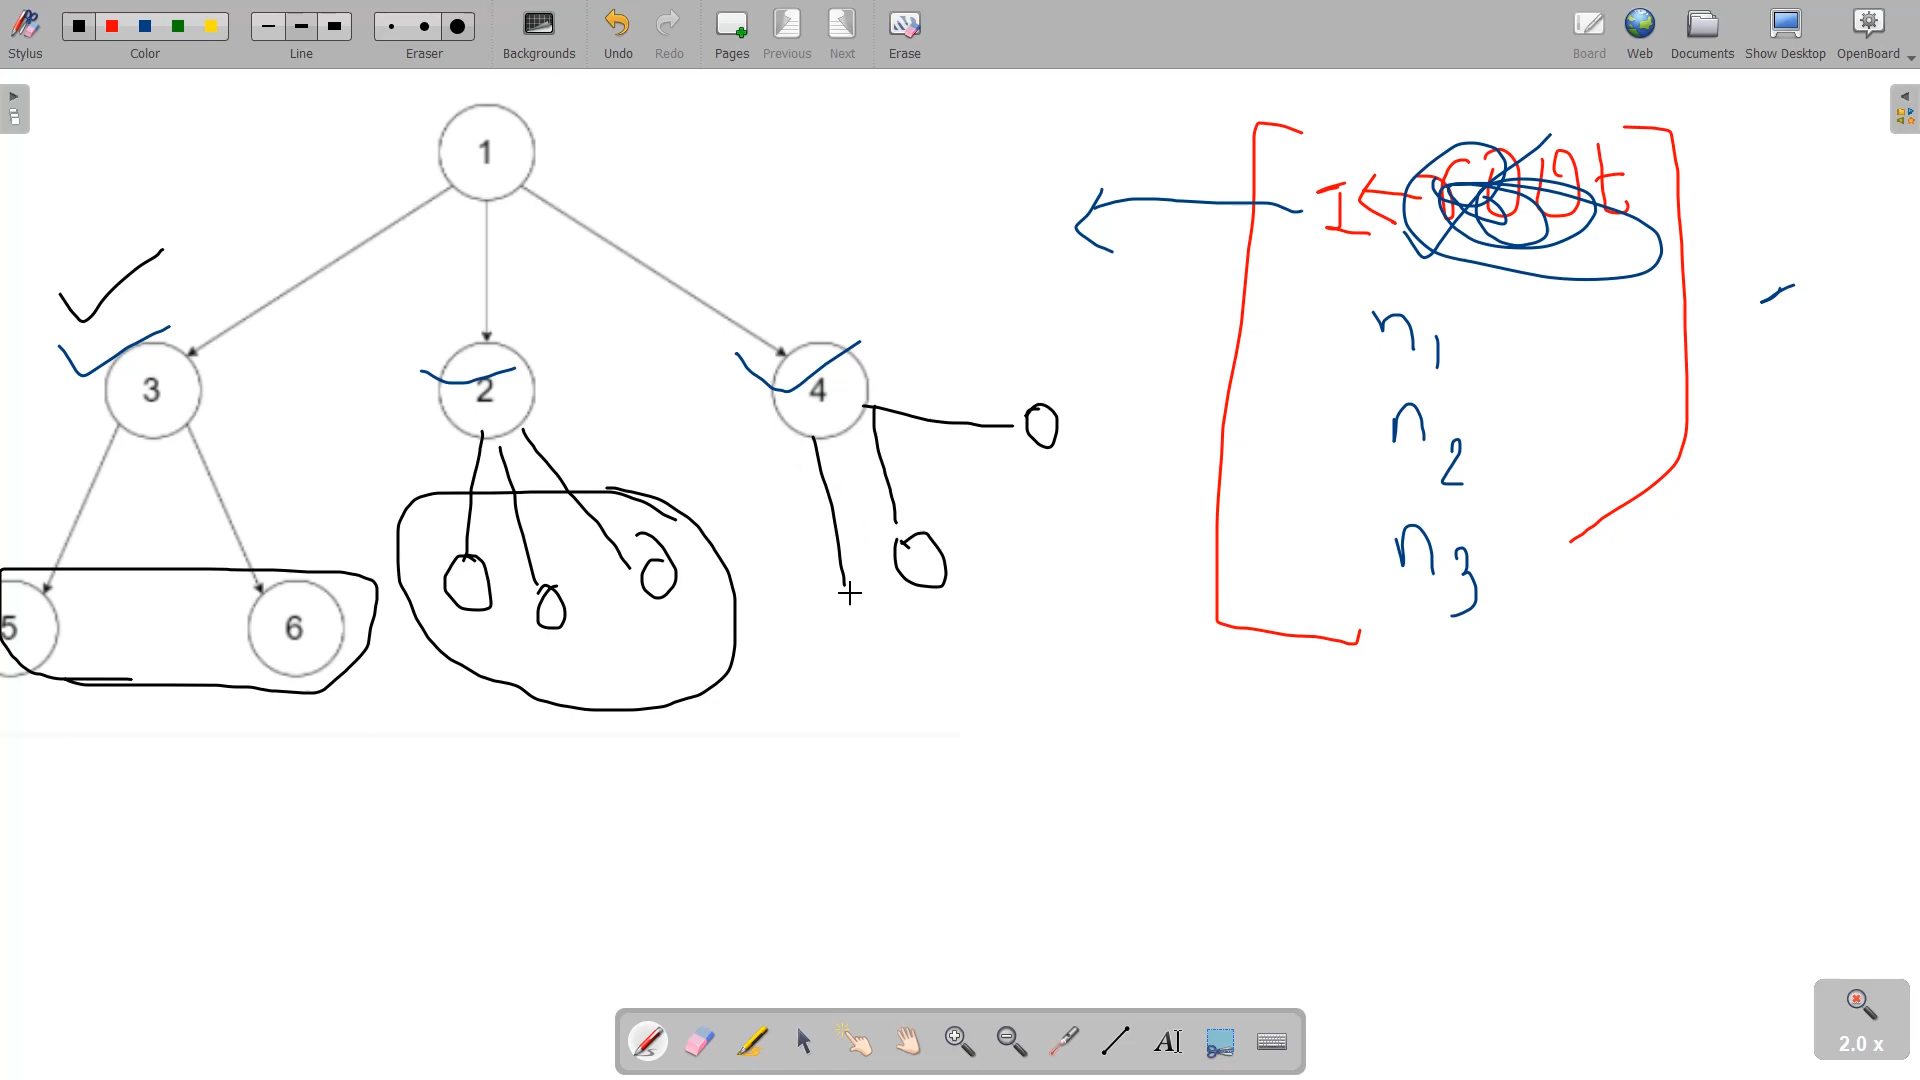 Stylus Color Line Eraser Backgrounds Undo Redo Pages Previous Next Erase Board Web Documents Show Desktop OpenBoard
1
I
n1
3 2 4
n2
n3
5 6
2.0 x